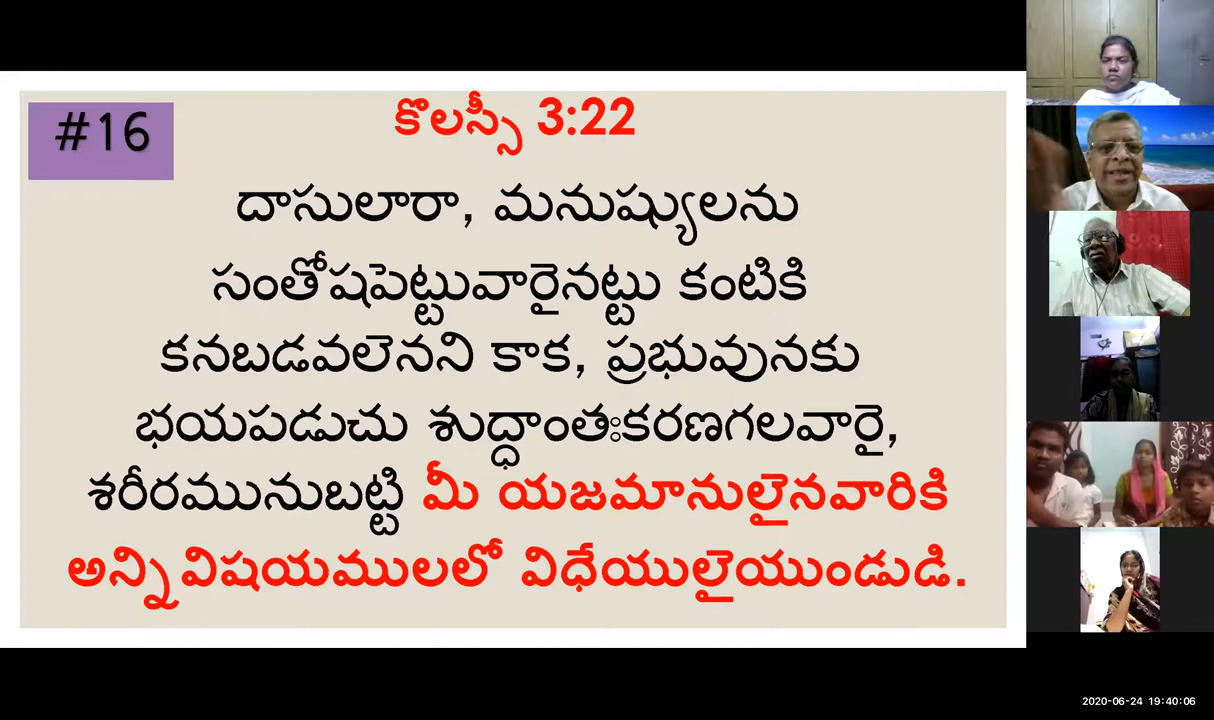 #16
కొలస్సీ 3:22
దాసులారా, మనుష్యులను
సంతోషపెట్టువారైనట్టు కంటికి
కనబడవలెనని కాక, ప్రభువునకు
భయపడుచు శుద్ధాంతఃకరణగలవారై,
శరీరమునుబట్టి మీ యజమానులైనవారికి
అన్ని విషయములలో విధేయులైయుండుడి.
2020-06-24 19:40:06